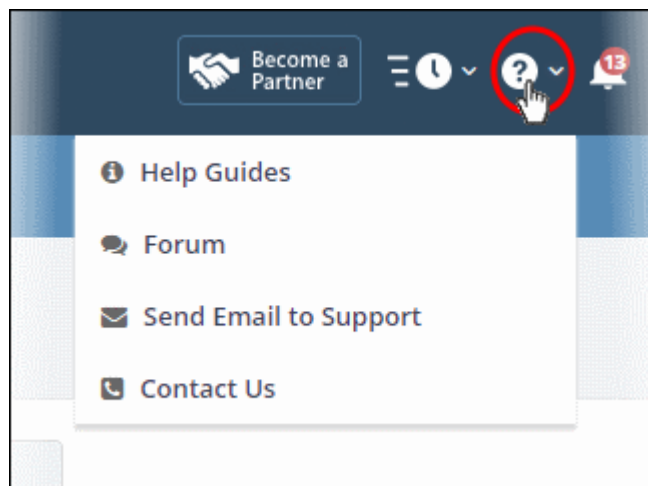 Become a
Partner
?
13
Help Guides
Forum
Send Email to Support
Contact Us